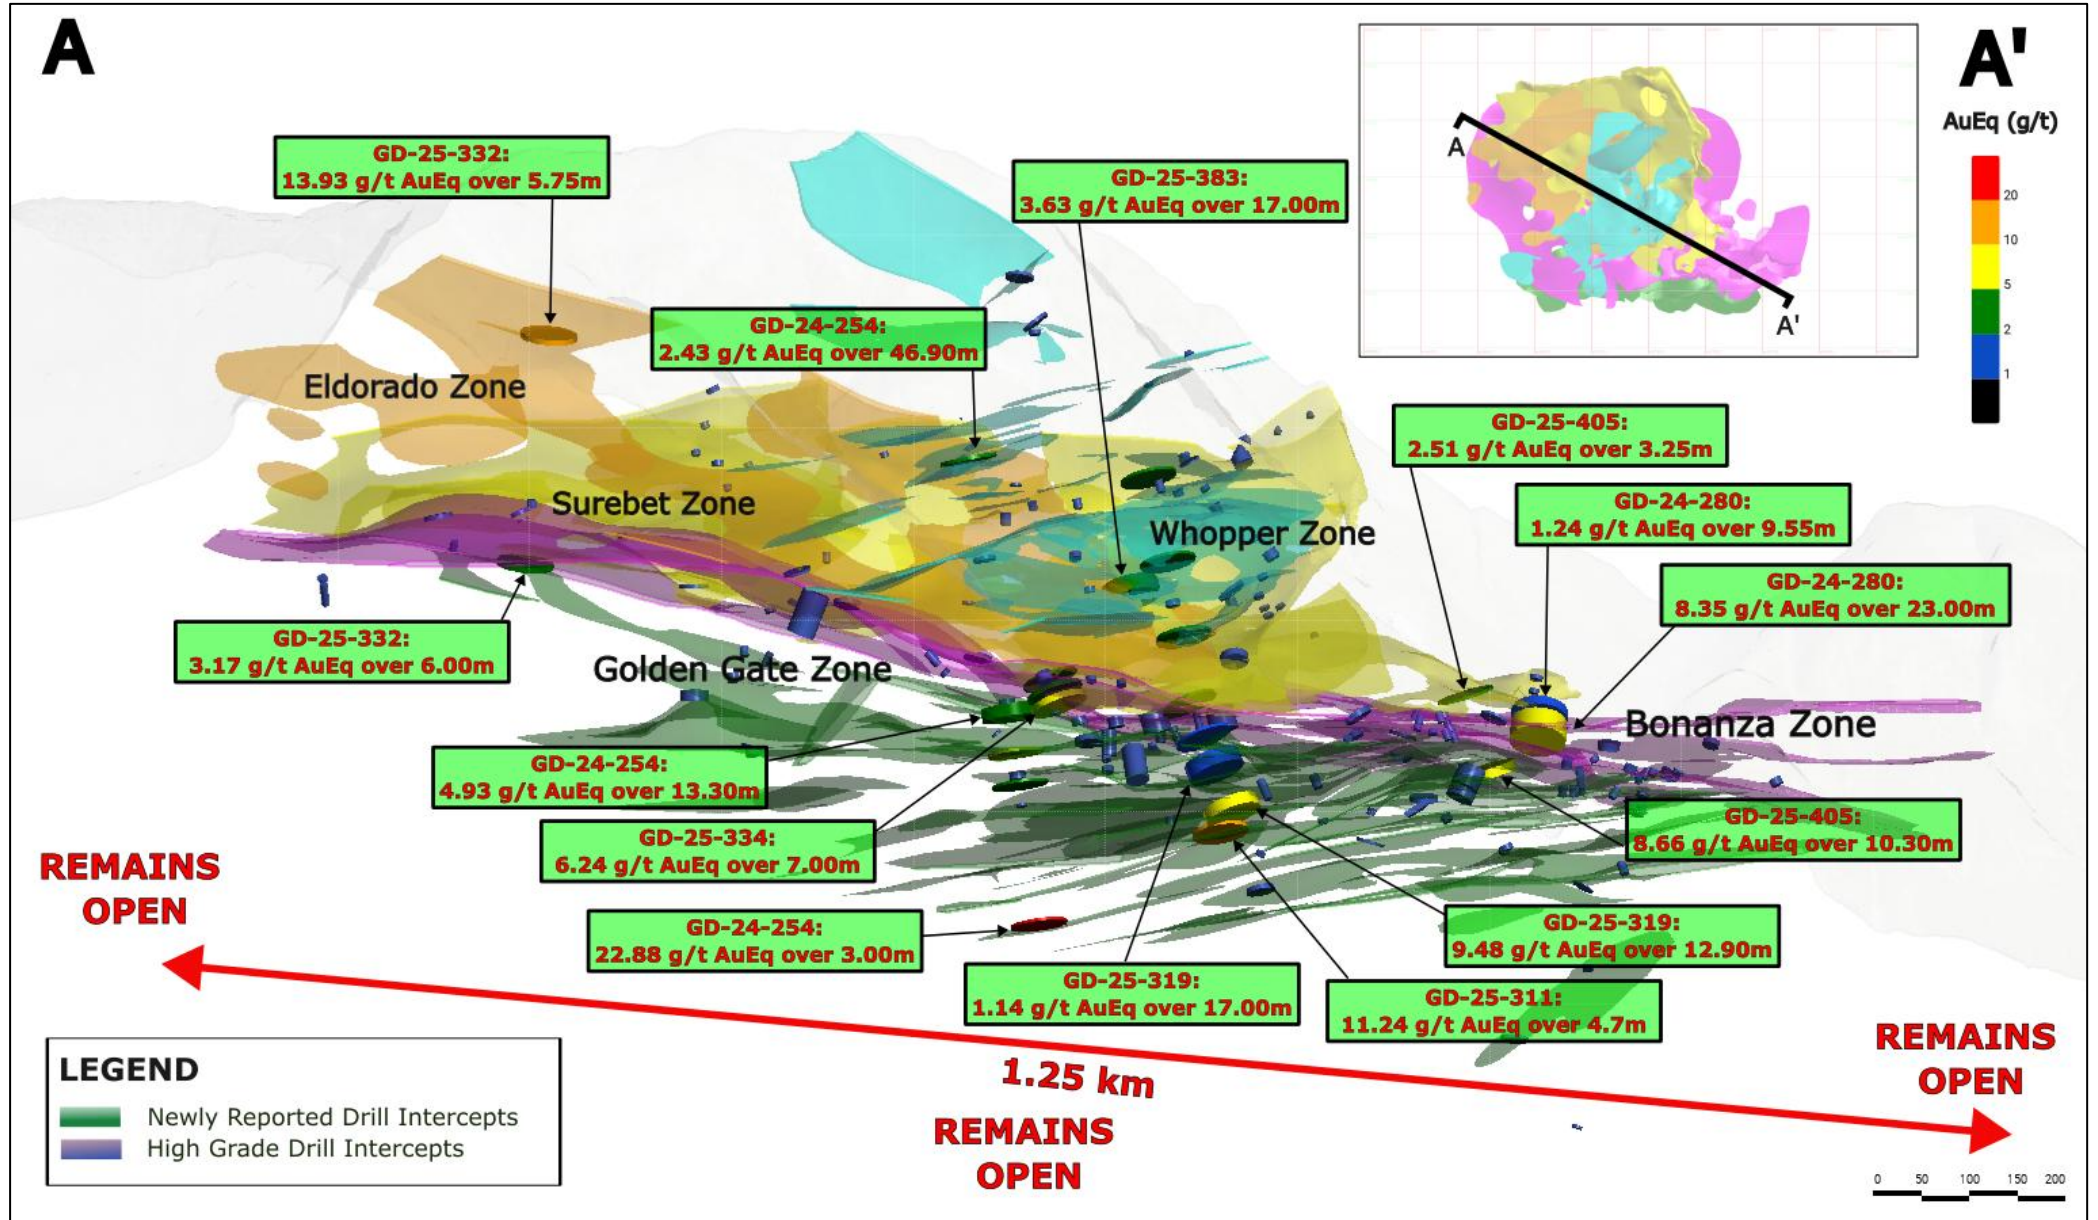 A
A'
AuEq (g/t)
20
10
5
2
1
A
A'
GD-25-332:
13.93 g/t AuEq over 5.75m
GD-25-383:
3.63 g/t AuEq over 17.00m
GD-24-254:
2.43 g/t AuEq over 46.90m
Eldorado Zone
GD-25-405:
2.51 g/t AuEq over 3.25m
Surebet Zone
Whopper Zone
GD-24-280:
1.24 g/t AuEq over 9.55m
GD-24-280:
8.35 g/t AuEq over 23.00m
GD-25-332:
3.17 g/t AuEq over 6.00m
Golden Gate Zone
Bonanza Zone
GD-24-254:
4.93 g/t AuEq over 13.30m
GD-25-334:
6.24 g/t AuEq over 7.00m
GD-25-405:
8.66 g/t AuEq over 10.30m
REMAINS
OPEN
GD-24-254:
22.88 g/t AuEq over 3.00m
GD-25-319:
9.48 g/t AuEq over 12.90m
GD-25-319:
1.14 g/t AuEq over 17.00m
GD-25-311:
11.24 g/t AuEq over 4.7m
1.25 km
REMAINS
OPEN
REMAINS
OPEN
LEGEND
Newly Reported Drill Intercepts
High Grade Drill Intercepts
0 50 100 150 200